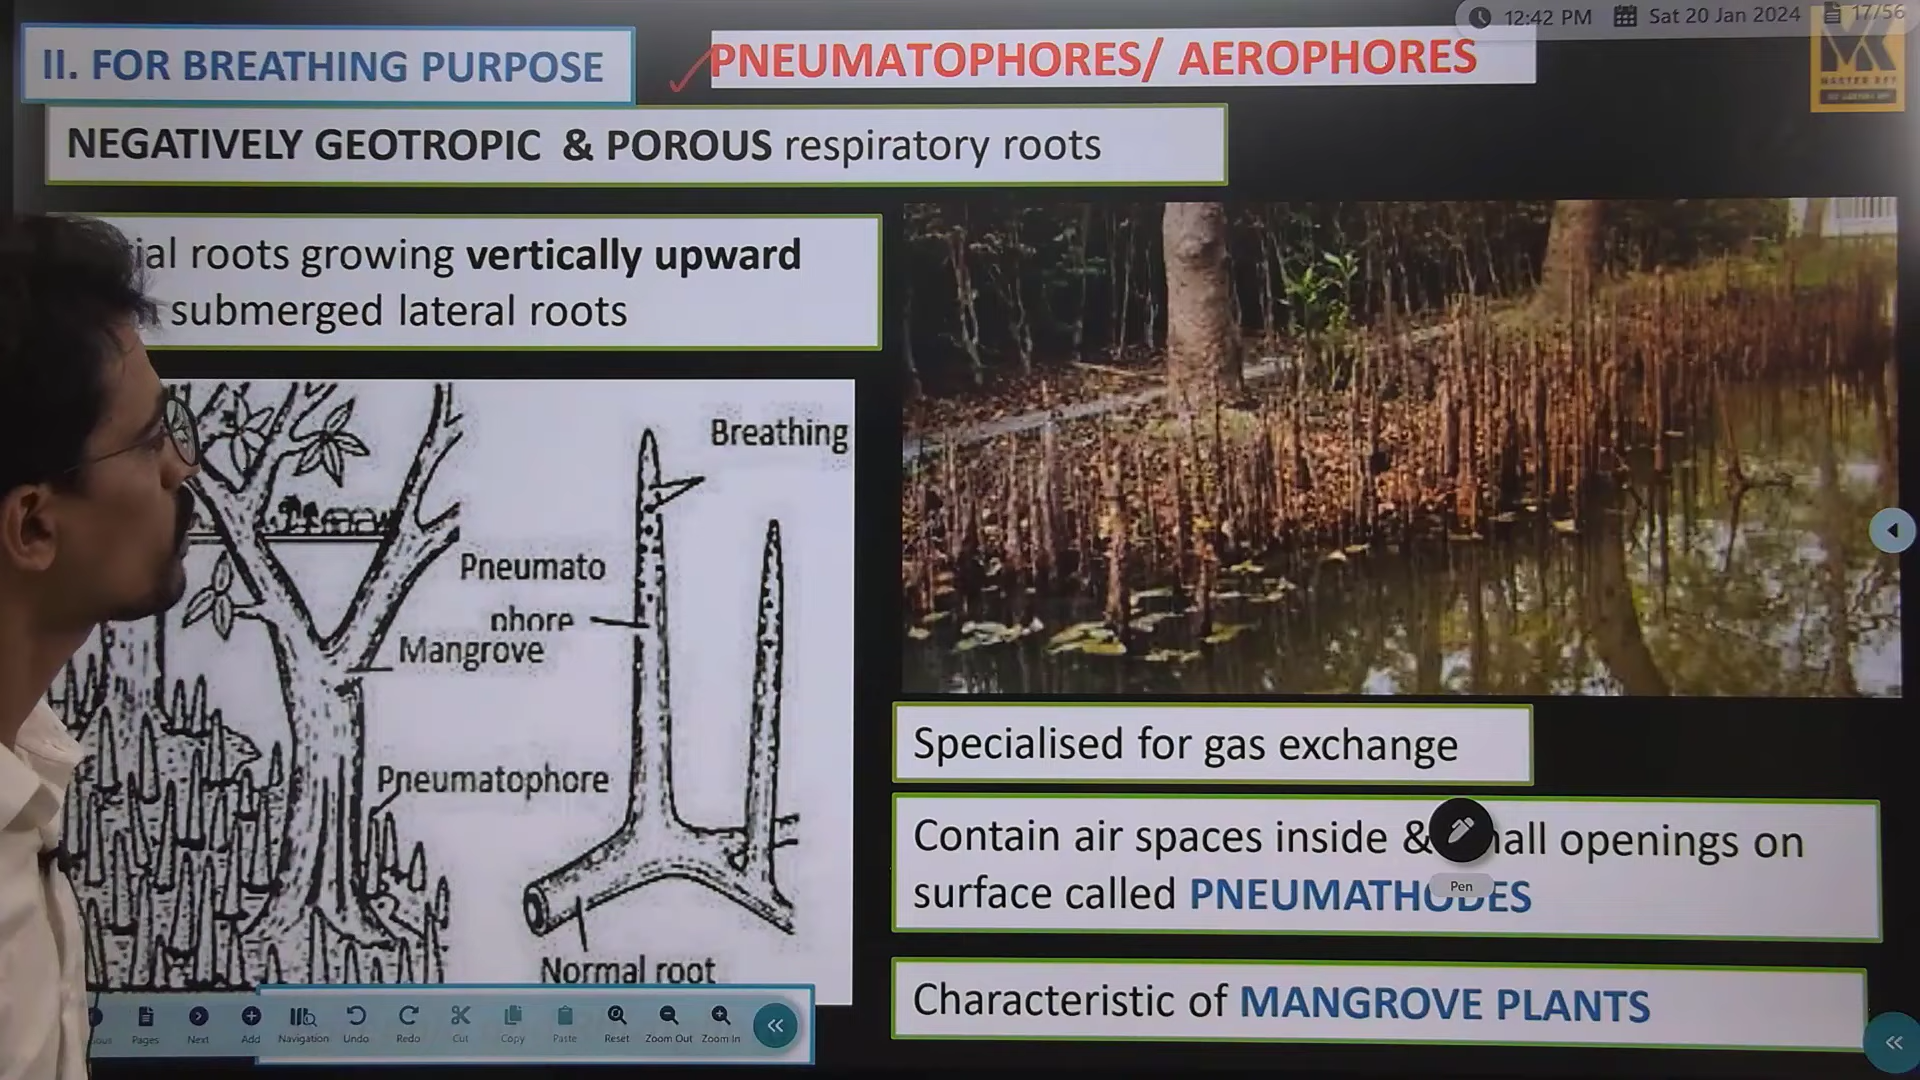 12:42 PM Sat 20 Jan 2024 17/56
II. FOR BREATHING PURPOSE
PNEUMATOPHORES/ AEROPHORES
NEGATIVELY GEOTROPIC & POROUS respiratory roots
ial roots growing vertically upward
submerged lateral roots
Breathing
Pneumato
phore
Mangrove
Pneumatophore
Normal root
Specialised for gas exchange
Contain air spaces inside & all openings on
surface called PNEUMATHODES
Pen
Characteristic of MANGROVE PLANTS
Pages
Next
Add
Navigation
Undo
Redo
Cut
Copy
Paste
Reset
Zoom Out
Zoom In